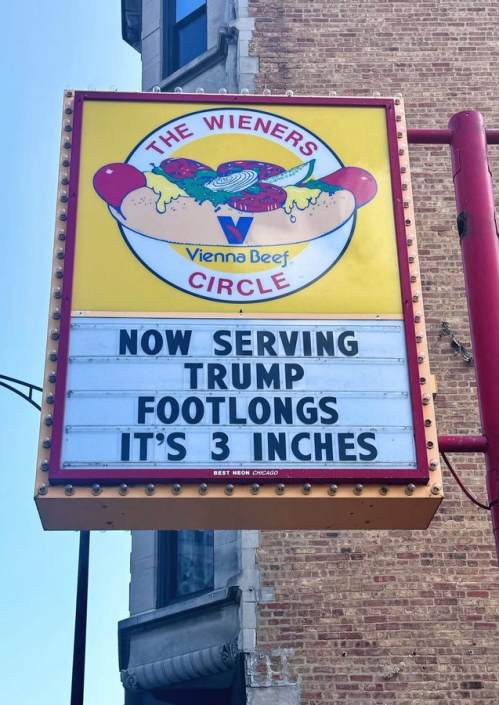 THE WIENERS
V
Vienna Beef
CIRCLE
NOW SERVING
TRUMP
FOOTLONGS
IT'S 3 INCHES
BEST NEON CHICAGO